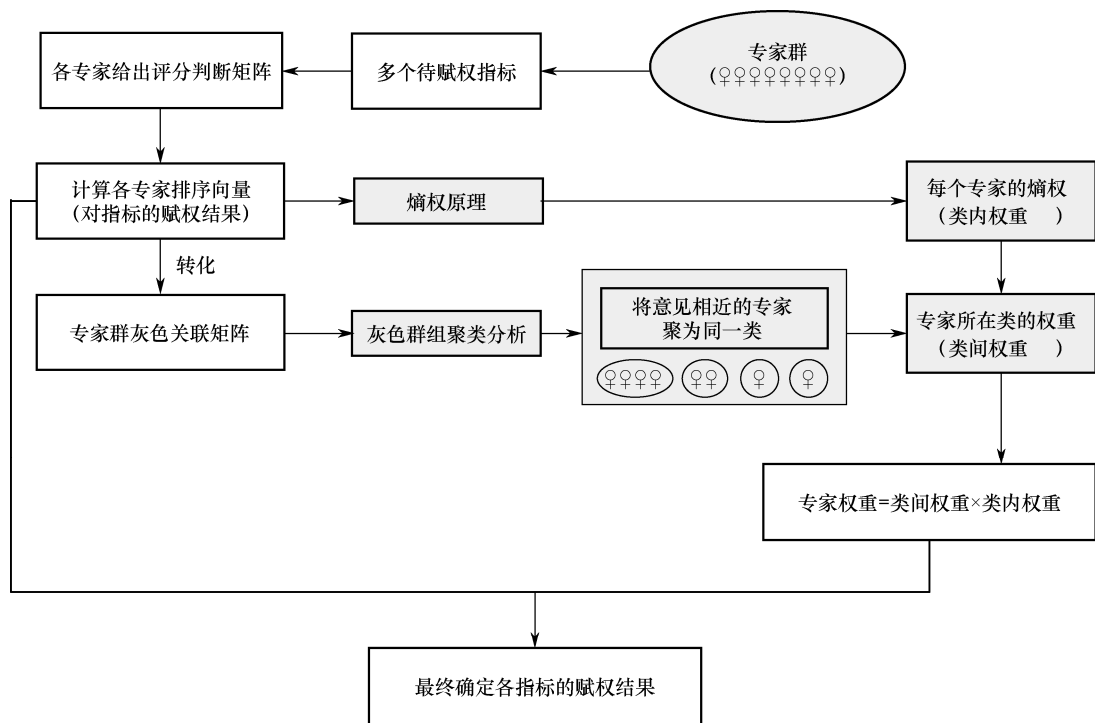 专家群
(♀♀♀♀♀♀♀♀)
多个待赋权指标
各专家给出评分判断矩阵
计算各专家排序向量
(对指标的赋权结果)
熵权原理
每个专家的熵权
(类内权重 )
转化
专家群灰色关联矩阵
灰色群组聚类分析
将意见相近的专家
聚为同一类
♀♀♀♀ ♀♀ ♀ ♀
专家所在类的权重
(类间权重 )
专家权重=类间权重×类内权重
最终确定各指标的赋权结果